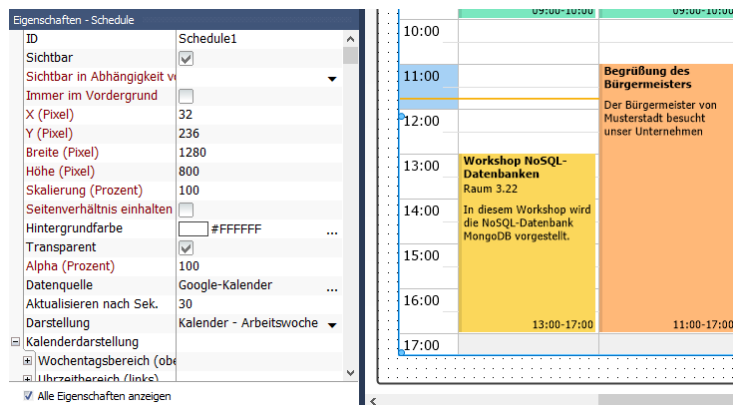 Eigenschaften - Schedule
ID Schedule1
Sichtbar
Sichtbar in Abhängigkeit v
Immer im Vordergrund
X (Pixel) 32
Y (Pixel) 236
Breite (Pixel) 1280
Höhe (Pixel) 800
Skalierung (Prozent) 100
Seitenverhältnis einhalten
Hintergrundfarbe #FFFFFF ...
Transparent
Alpha (Prozent) 100
Datenquelle Google-Kalender ...
Aktualisieren nach Sek. 30
Darstellung Kalender - Arbeitswoche
Kalenderdarstellung
Wochentagsbereich (obe
Uhrzeitbereich (links)
Alle Eigenschaften anzeigen
09:00-10:00 09:00-10:00
10:00
11:00
12:00
13:00
14:00
15:00
16:00
17:00
Workshop NoSQL-
Datenbanken
Raum 3.22
In diesem Workshop wird
die NoSQL-Datenbank
MongoDB vorgestellt.
13:00-17:00
Begrüßung des
Bürgermeisters
Der Bürgermeister von
Musterstadt besucht
unser Unternehmen
11:00-17:00